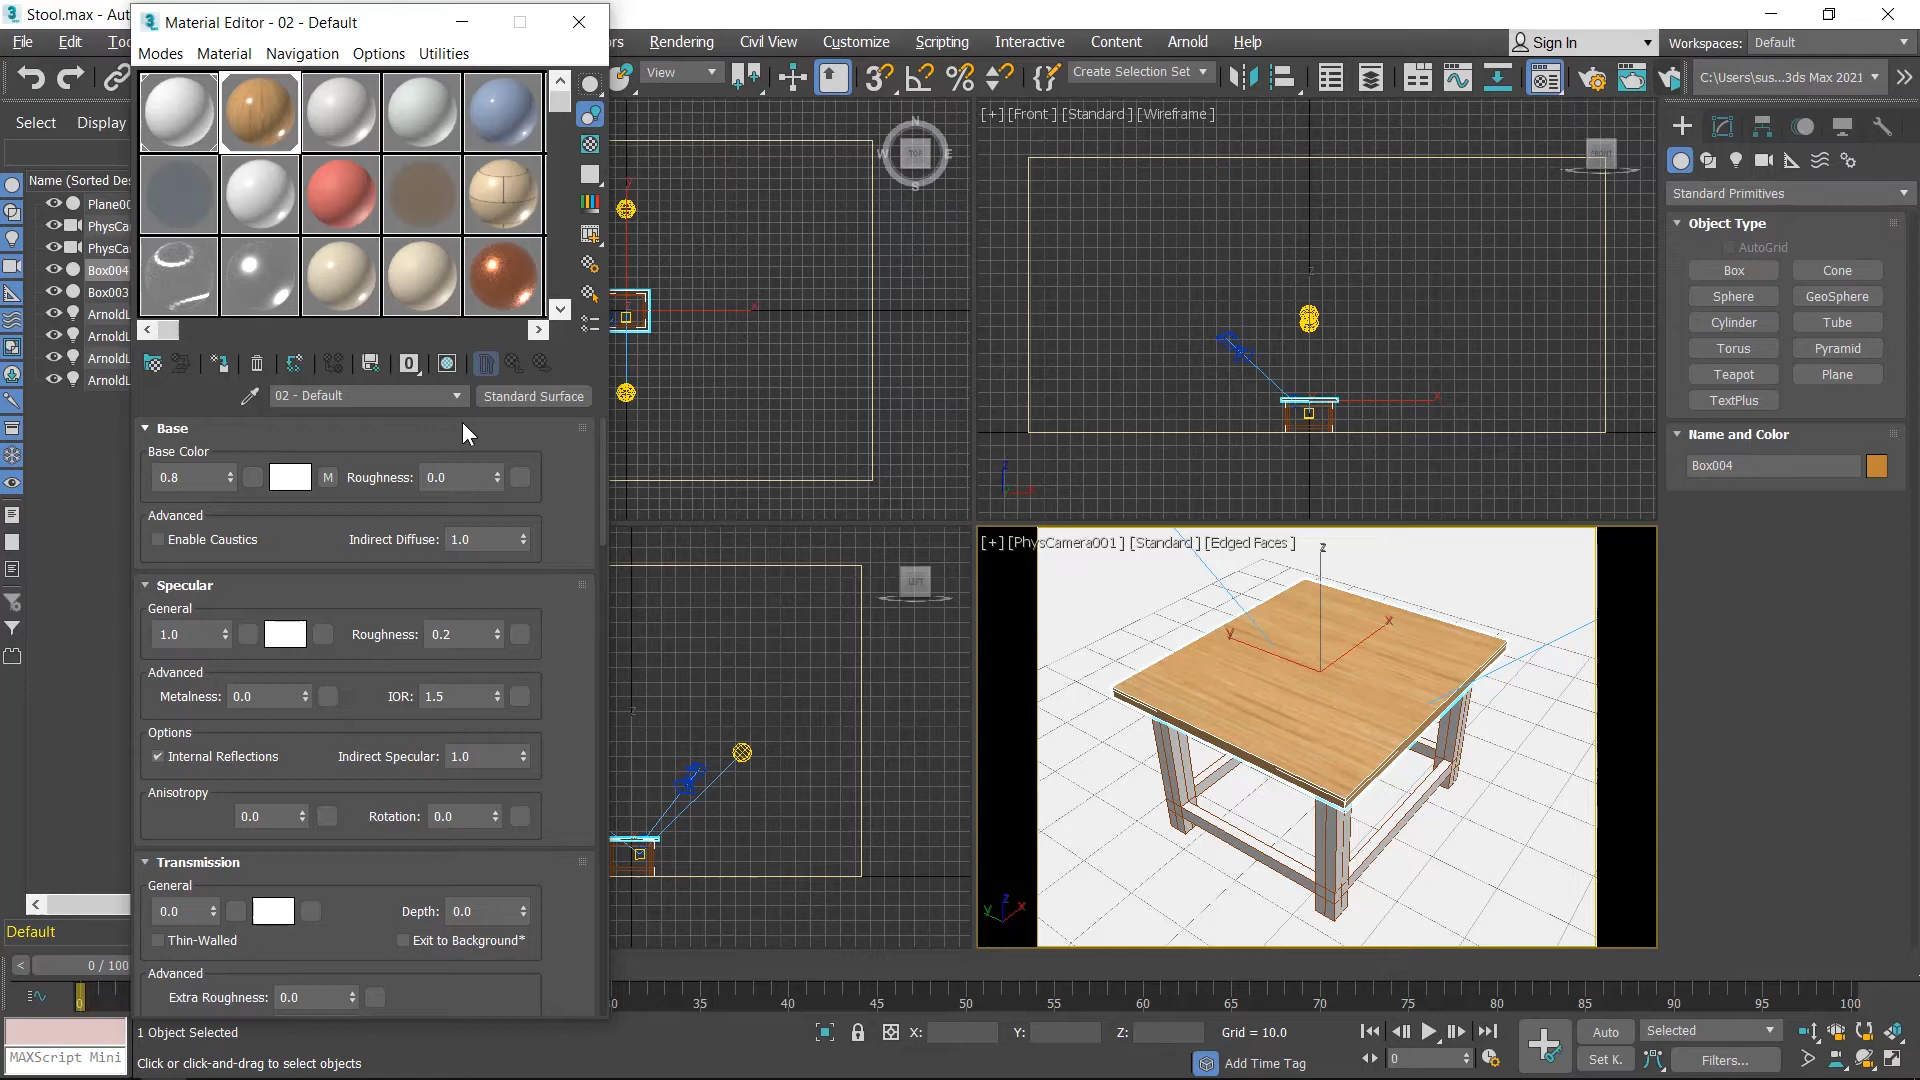 Stool.max - Aut
Material Editor - 02 - Default
File Edit Too
Modes Material Navigation Options Utilities
Rendering Civil View Customize Scripting Interactive Content Arnold Help
Sign In
Workspaces: Default
View
Create Selection Set
C:\Users\sus...3ds Max 2021
Select Display
Name (Sorted Des
Plane00
PhysCa
PhysCa
Box004
Box003
ArnoldL
ArnoldL
ArnoldL
ArnoldL
02 - Default
Standard Surface
Base
Base Color
0.8
M
Roughness: 0.0
Advanced
Enable Caustics
Indirect Diffuse: 1.0
Specular
General
1.0
Roughness: 0.2
Advanced
Metalness: 0.0
IOR: 1.5
Options
Internal Reflections
Indirect Specular: 1.0
Anisotropy
0.0
Rotation: 0.0
Transmission
General
0.0
Depth: 0.0
Thin-Walled
Exit to Background*
Advanced
Extra Roughness: 0.0
N
W TOP E
S
x
[+] [Front ] [Standard ] [Wireframe ]
FRONT
z
x
LEFT
z
[+] [PhysCamera001 ] [Standard ] [Edged Faces ]
z
y
x
z
y
x
Standard Primitives
Object Type
AutoGrid
Box Cone
Sphere GeoSphere
Cylinder Tube
Torus Pyramid
Teapot Plane
TextPlus
Name and Color
Box004
Default
0 / 100
0
30 35 40 45 50 55 60 65 70 75 80 85 90 95 100
1 Object Selected
X:
Y:
Z:
Grid = 10.0
Auto
Selected
MAXScript Mini
Click or click-and-drag to select objects
Add Time Tag
0
Set K.
Filters...